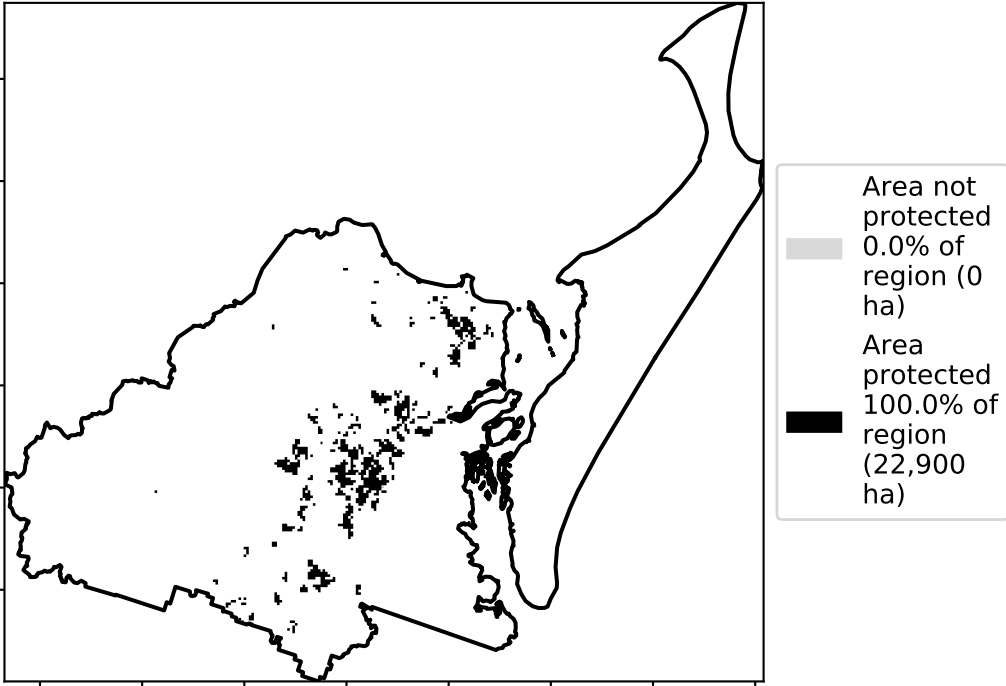 Area not
protected
0.0% of
region (0
ha)
Area
protected
100.0% of
region
(22,900
ha)